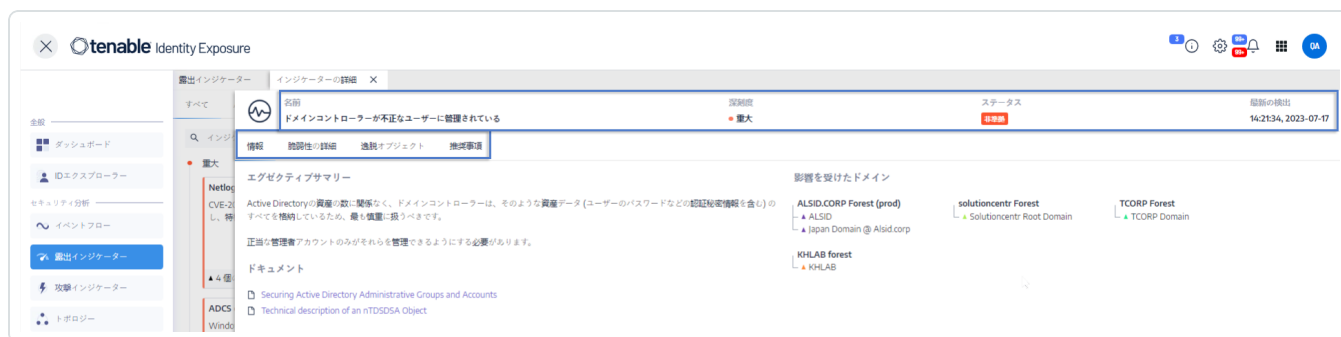 tenable Identity Exposure
3
99+
99+
QA
露出インジケーター インジケーターの詳細
すべて
名前 深刻度 ステータス 最新の検出
ドメインコントローラーが不正なユーザーに管理されている 重大 非準拠 14:21:34, 2023-07-17
全般
ダッシュボード
IDエクスプローラー
セキュリティ分析
イベントフロー
露出インジケーター
攻撃インジケーター
トポロジー
インジ
重大
Netlog
CVE-20
し、特
4 個
ADCS
Windo
情報 脆弱性の詳細 逸脱オブジェクト 推奨事項
エグゼクティブサマリー
Active Directoryの資産の数に関係なく、ドメインコントローラーは、そのような資産データ (ユーザーのパスワードなどの認証秘密情報を含む) の
すべてを格納しているため、最も慎重に扱うべきです。
正当な管理者アカウントのみがそれらを管理できるようにする必要があります。
ドキュメント
Securing Active Directory Administrative Groups and Accounts
Technical description of an nTDSDSA Object
影響を受けたドメイン
ALSID.CORP Forest (prod)
ALSID
Japan Domain @ Alsid.corp
solutioncentr Forest
Solutioncentr Root Domain
TCORP Forest
TCORP Domain
KHLAB forest
KHLAB